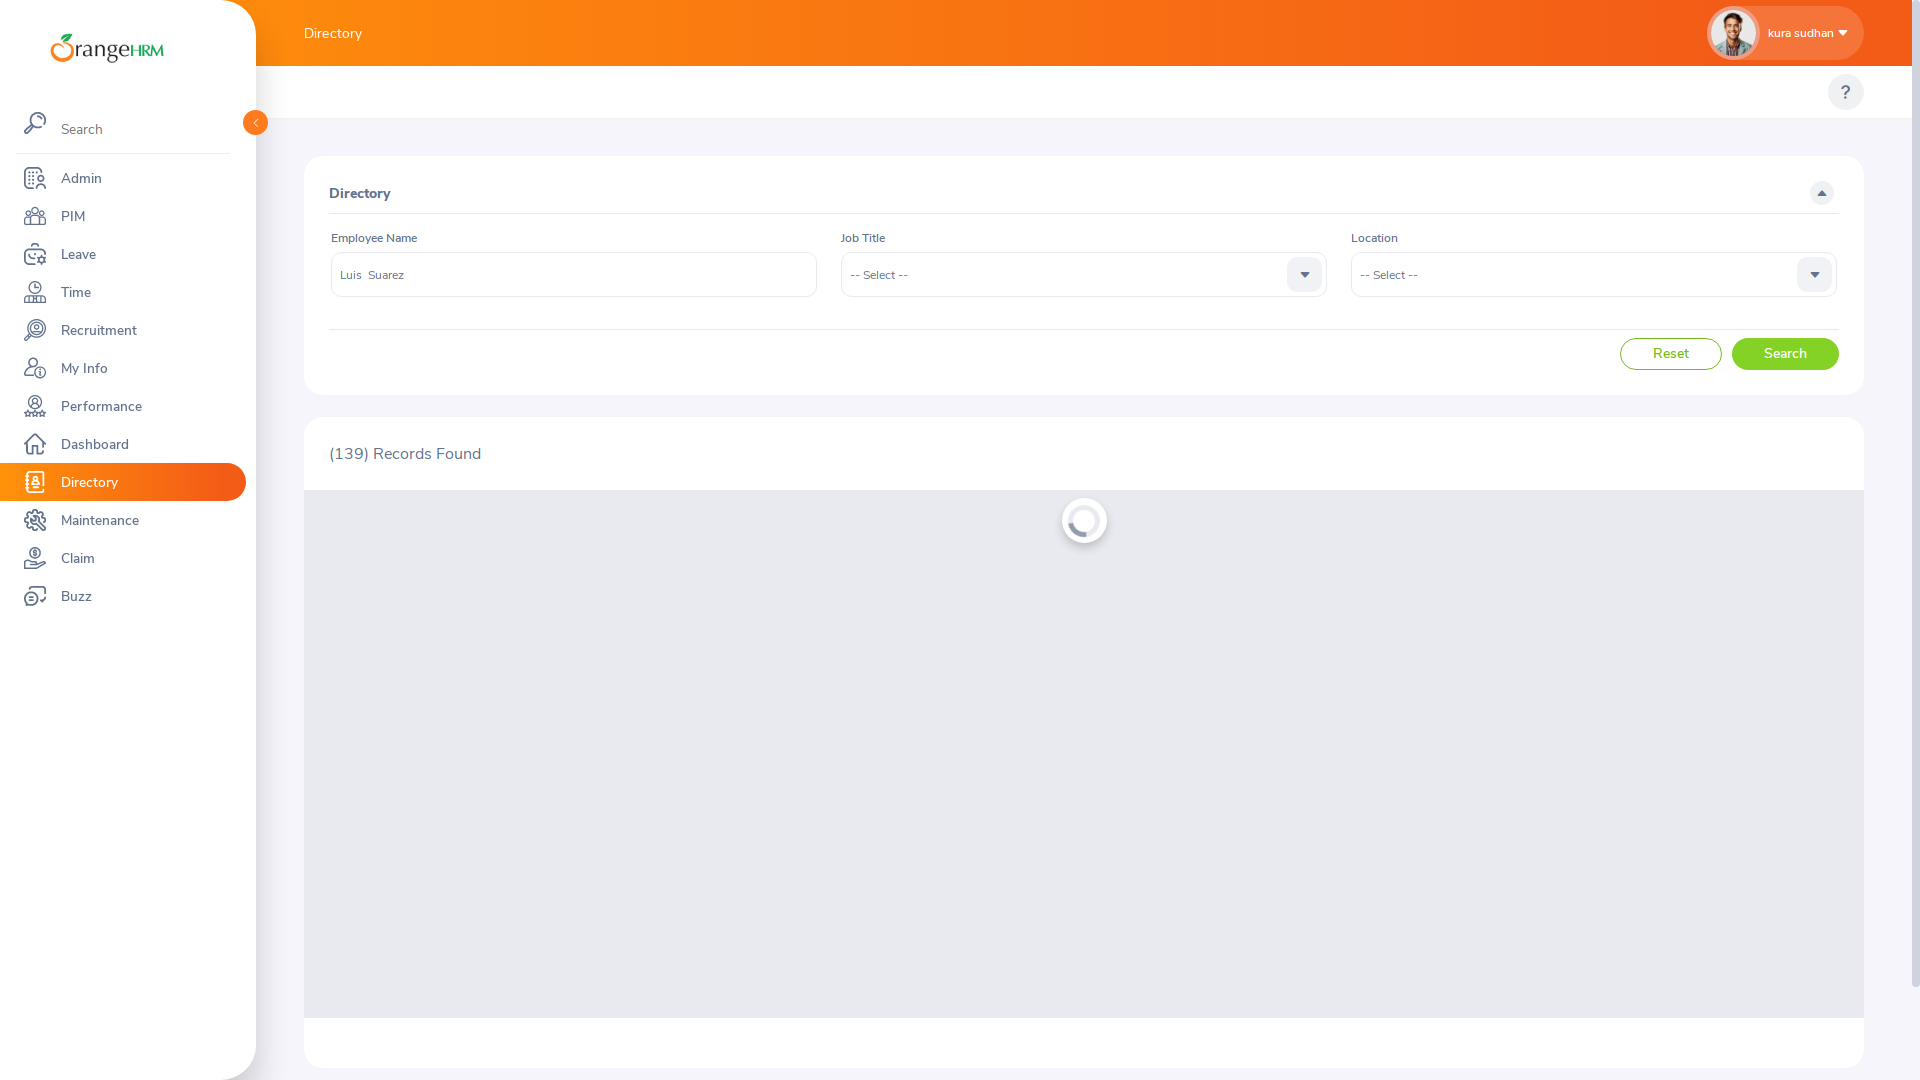 OrangeHRM
Directory
kura sudhan
?
Search
Admin
PIM
Leave
Time
Recruitment
My Info
Performance
Dashboard
Directory
Maintenance
Claim
Buzz
Directory
Employee Name
Job Title
Location
Luis  Suarez
-- Select --
-- Select --
Reset
Search
(139) Records Found